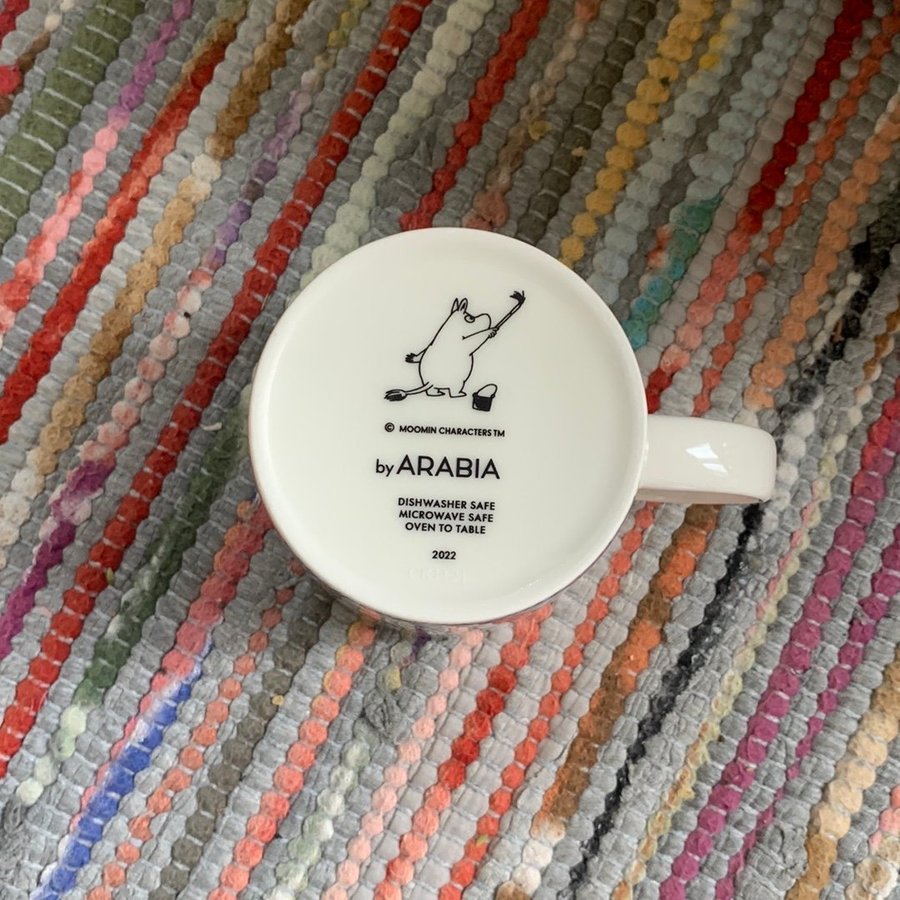 © MOOMIN CHARACTERS TM
by ARABIA
DISHWASHER SAFE
MICROWAVE SAFE
OVEN TO TABLE
2022